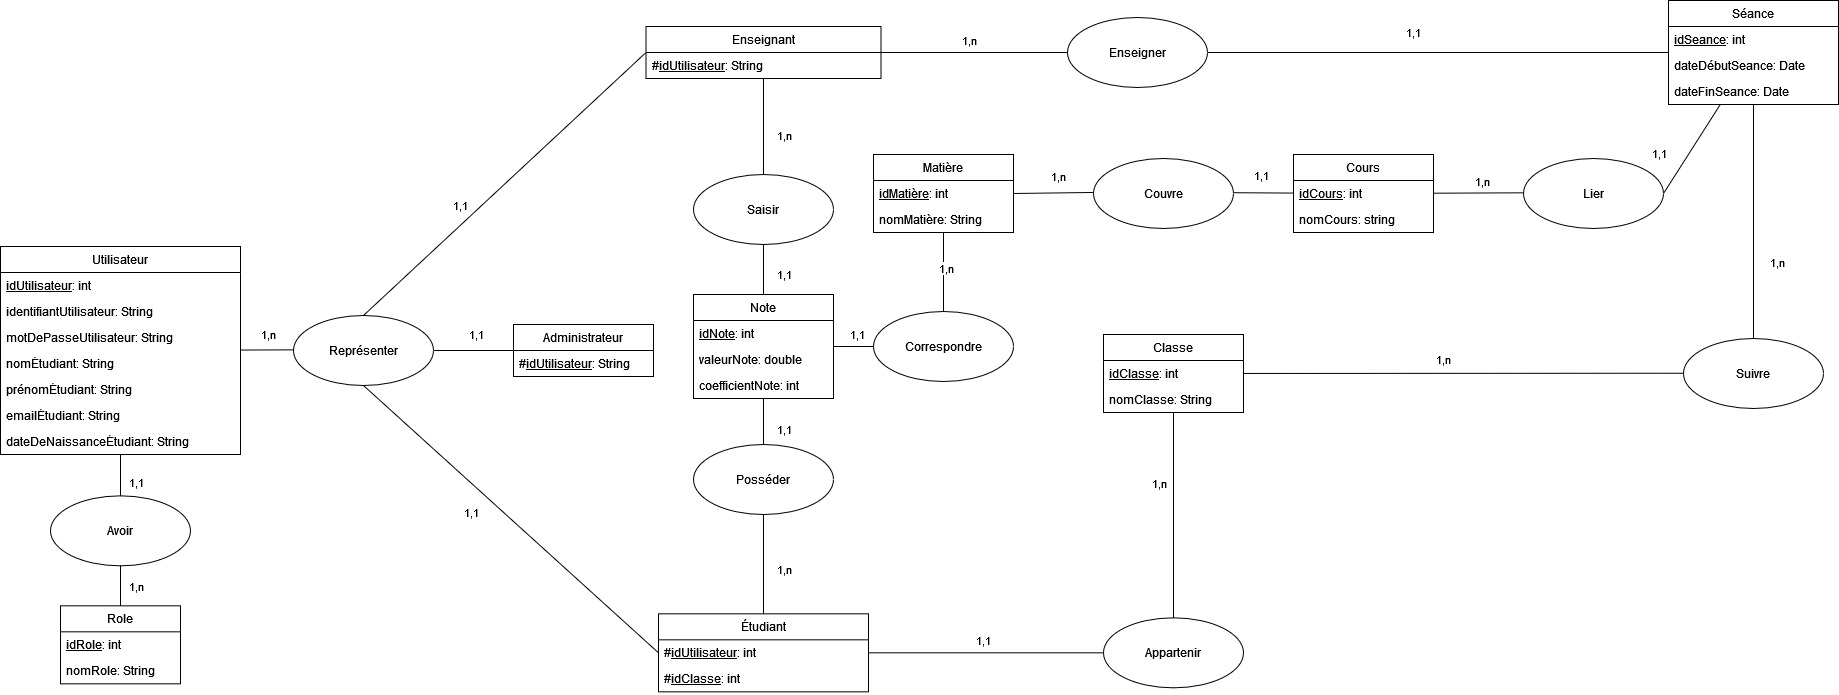 Séance
idSeance: int
dateDébutSeance: Date
dateFinSeance: Date
Enseignant
#idUtilisateur: String
1,n
Enseigner
1,1
1,n
Saisir
1,1
1,1
Matière
idMatière: int
nomMatière: String
1,n
Couvre
1,1
Cours
idCours: int
nomCours: string
1,n
Lier
1,1
1,n
Utilisateur
idUtilisateur: int
identifiantUtilisateur: String
motDePasseUtilisateur: String
nomÉtudiant: String
prénomÉtudiant: String
emailÉtudiant: String
dateDeNaissanceÉtudiant: String
1,n
Représenter
1,1
Administrateur
#idUtilisateur: String
Note
idNote: int
valeurNote: double
coefficientNote: int
1,1
Correspondre
1,n
Classe
idClasse: int
nomClasse: String
1,n
Suivre
1,1
Posséder
1,n
1,1
1,n
1,1
Avoir
1,n
Role
idRole: int
nomRole: String
Étudiant
#idUtilisateur: int
#idClasse: int
1,1
Appartenir